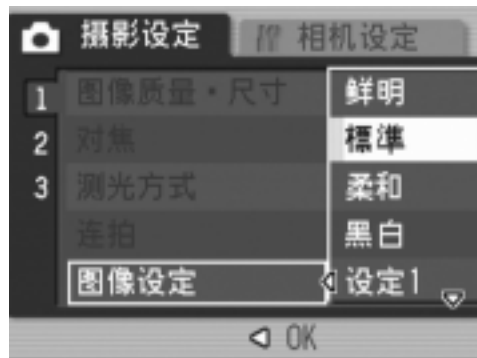 摄影设定 相机设定
1 图像质量・尺寸 鲜明
2 对焦 標準
3 测光方式 柔和
连拍 黑白
图像设定 设定1
OK